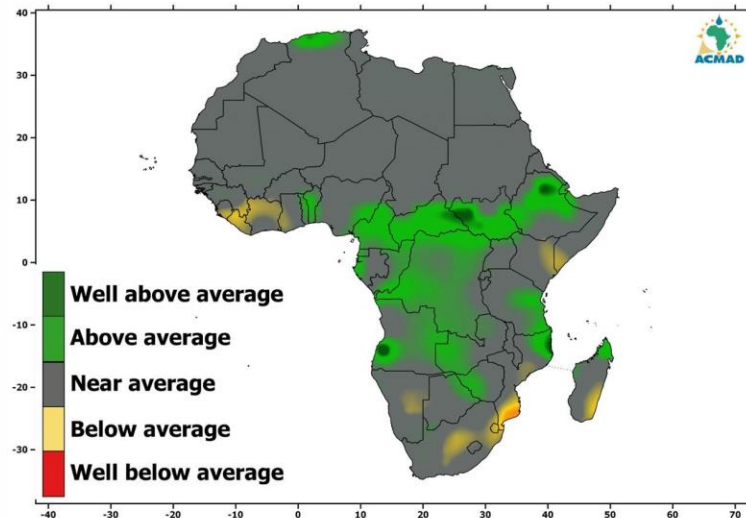 ACMAD
40
30
20
10
0
-10
-20
-30
Well above average
Above average
Near average
Below average
Well below average
-40 -30 -20 -10 0 10 20 30 40 50 60 70